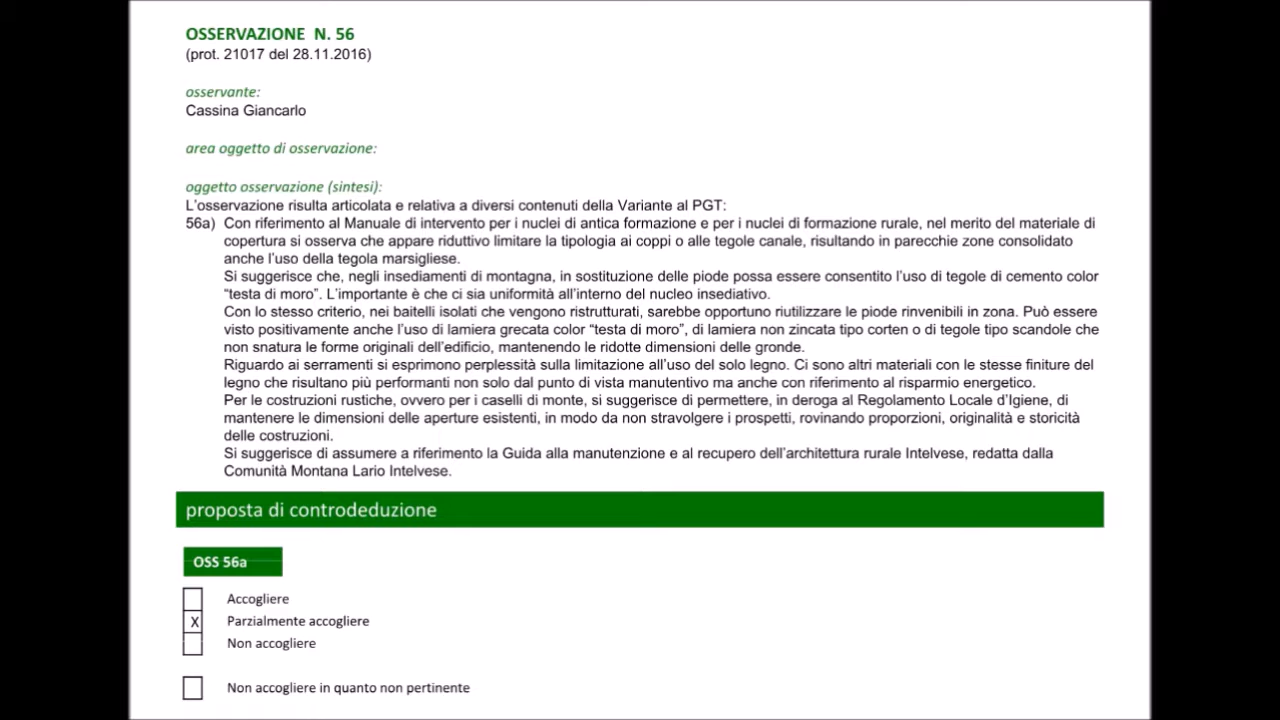 OSSERVAZIONE N. 56
(prot. 21017 del 28.11.2016)
osservante:
Cassina Giancarlo
area oggetto di osservazione:
oggetto osservazione (sintesi):
L'osservazione risulta articolata e relativa a diversi contenuti della Variante al PGT:
56a) Con riferimento al Manuale di intervento per i nuclei di antica formazione e per i nuclei di formazione rurale, nel merito del materiale di
copertura si osserva che appare riduttivo limitare la tipologia ai coppi o alle tegole canale, risultando in parecchie zone consolidato
anche l'uso della tegola marsigliese.
Si suggerisce che, negli insediamenti di montagna, in sostituzione delle piode possa essere consentito l'uso di tegole di cemento color
"testa di moro". L'importante è che ci sia uniformità all'interno del nucleo insediativo.
Con lo stesso criterio, nei baitelli isolati che vengono ristrutturati, sarebbe opportuno riutilizzare le piode rinvenibili in zona. Può essere
visto positivamente anche l'uso di lamiera grecata color "testa di moro", di lamiera non zincata tipo corten o di tegole tipo scandole che
non snatura le forme originali dell'edificio, mantenendo le ridotte dimensioni delle gronde.
Riguardo ai serramenti si esprimono perplessità sulla limitazione all'uso del solo legno. Ci sono altri materiali con le stesse finiture del
legno che risultano più performanti non solo dal punto di vista manutentivo ma anche con riferimento al risparmio energetico.
Per le costruzioni rustiche, ovvero per i caselli di monte, si suggerisce di permettere, in deroga al Regolamento Locale d'Igiene, di
mantenere le dimensioni delle aperture esistenti, in modo da non stravolgere i prospetti, rovinando proporzioni, originalità e storicità
delle costruzioni.
Si suggerisce di assumere a riferimento la Guida alla manutenzione e al recupero dell'architettura rurale Intelvese, redatta dalla
Comunità Montana Lario Intelvese.
proposta di controdeduzione
OSS 56a
Accogliere
X Parzialmente accogliere
Non accogliere
Non accogliere in quanto non pertinente